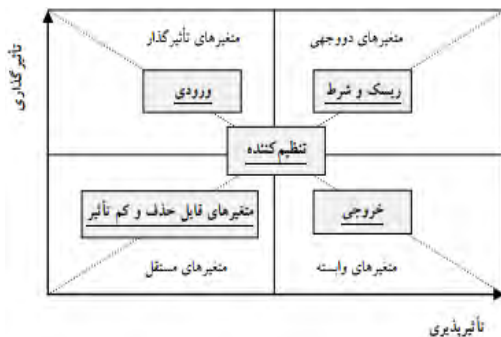 متغیرهای دووجهی
متغیرهای تأثیرگذار
ریسک و شرط
ورودی
تنظیم‌کننده
خروجی
متغیرهای قابل حذف و کم تأثیر
متغیرهای وابسته
متغیرهای مستقل
تأثیرگذاری
تأثیرپذیری